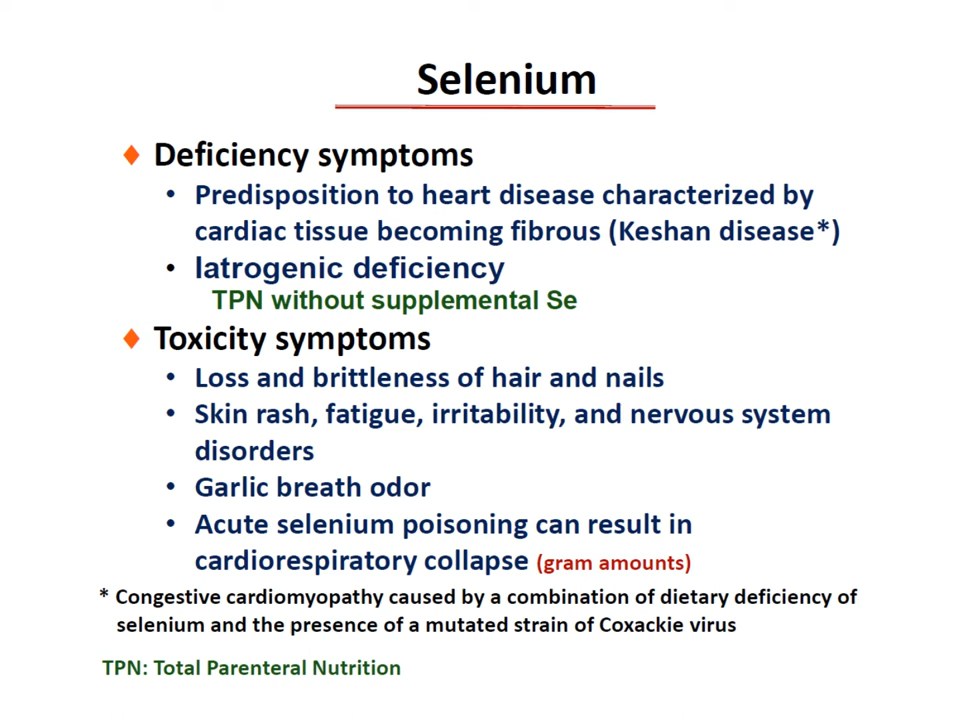 Selenium
♦ Deficiency symptoms
• Predisposition to heart disease characterized by
cardiac tissue becoming fibrous (Keshan disease*)
• Iatrogenic deficiency
TPN without supplemental Se
♦ Toxicity symptoms
• Loss and brittleness of hair and nails
• Skin rash, fatigue, irritability, and nervous system
disorders
• Garlic breath odor
• Acute selenium poisoning can result in
cardiorespiratory collapse (gram amounts)
* Congestive cardiomyopathy caused by a combination of dietary deficiency of
selenium and the presence of a mutated strain of Coxackie virus
TPN: Total Parenteral Nutrition